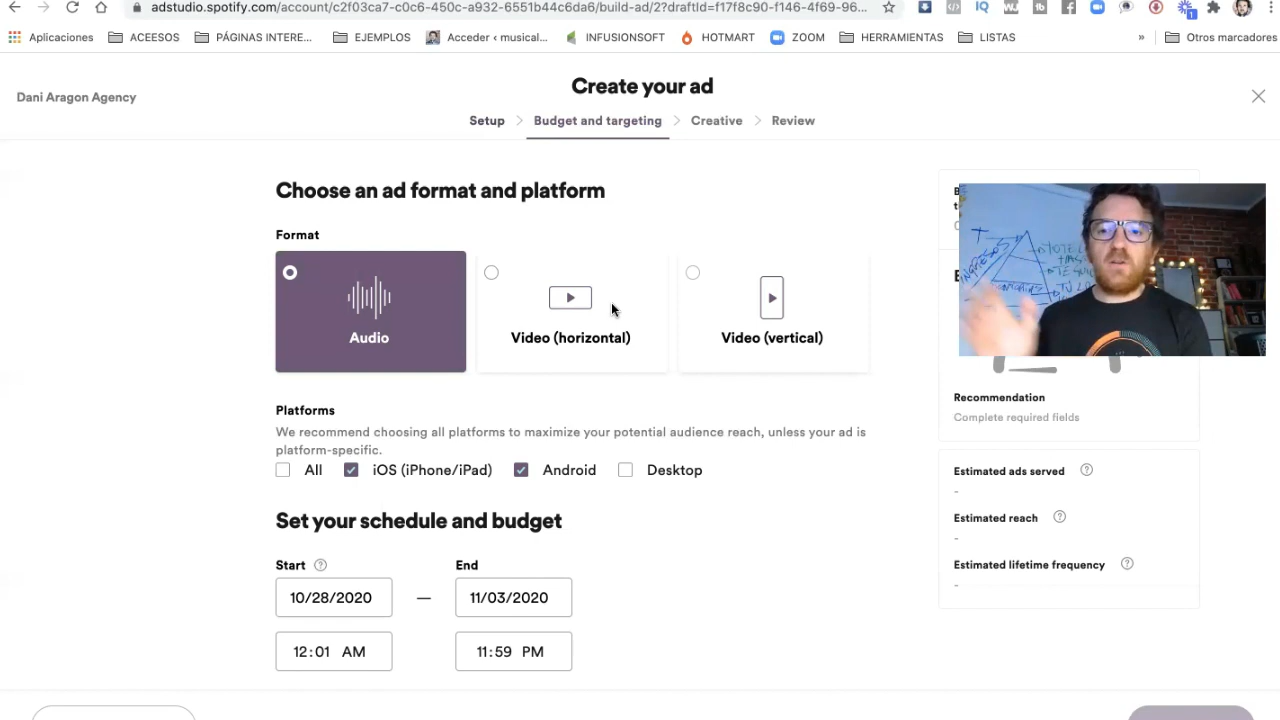 adstudio.spotify.com/account/c2f03ca7-c0c6-450c-a932-6551b44c6da6/build-ad/2?draftId=f17f8c90-f146-4f69-96...
Aplicaciones ACEESOS PÁGINAS INTERE... EJEMPLOS Acceder ‹ musical... INFUSIONSOFT HOTMART ZOOM HERRAMIENTAS LISTAS » Otros marcadores
Create your ad
Dani Aragon Agency
Setup > Budget and targeting > Creative > Review
Choose an ad format and platform
Format
Audio
Video (horizontal)
Video (vertical)
Platforms
We recommend choosing all platforms to maximize your potential audience reach, unless your ad is
platform-specific.
All iOS (iPhone/iPad) Android Desktop
Set your schedule and budget
Start End
10/28/2020 — 11/03/2020
12:01 AM 11:59 PM
Recommendation
Complete required fields
Estimated ads served
-
Estimated reach
-
Estimated lifetime frequency
-